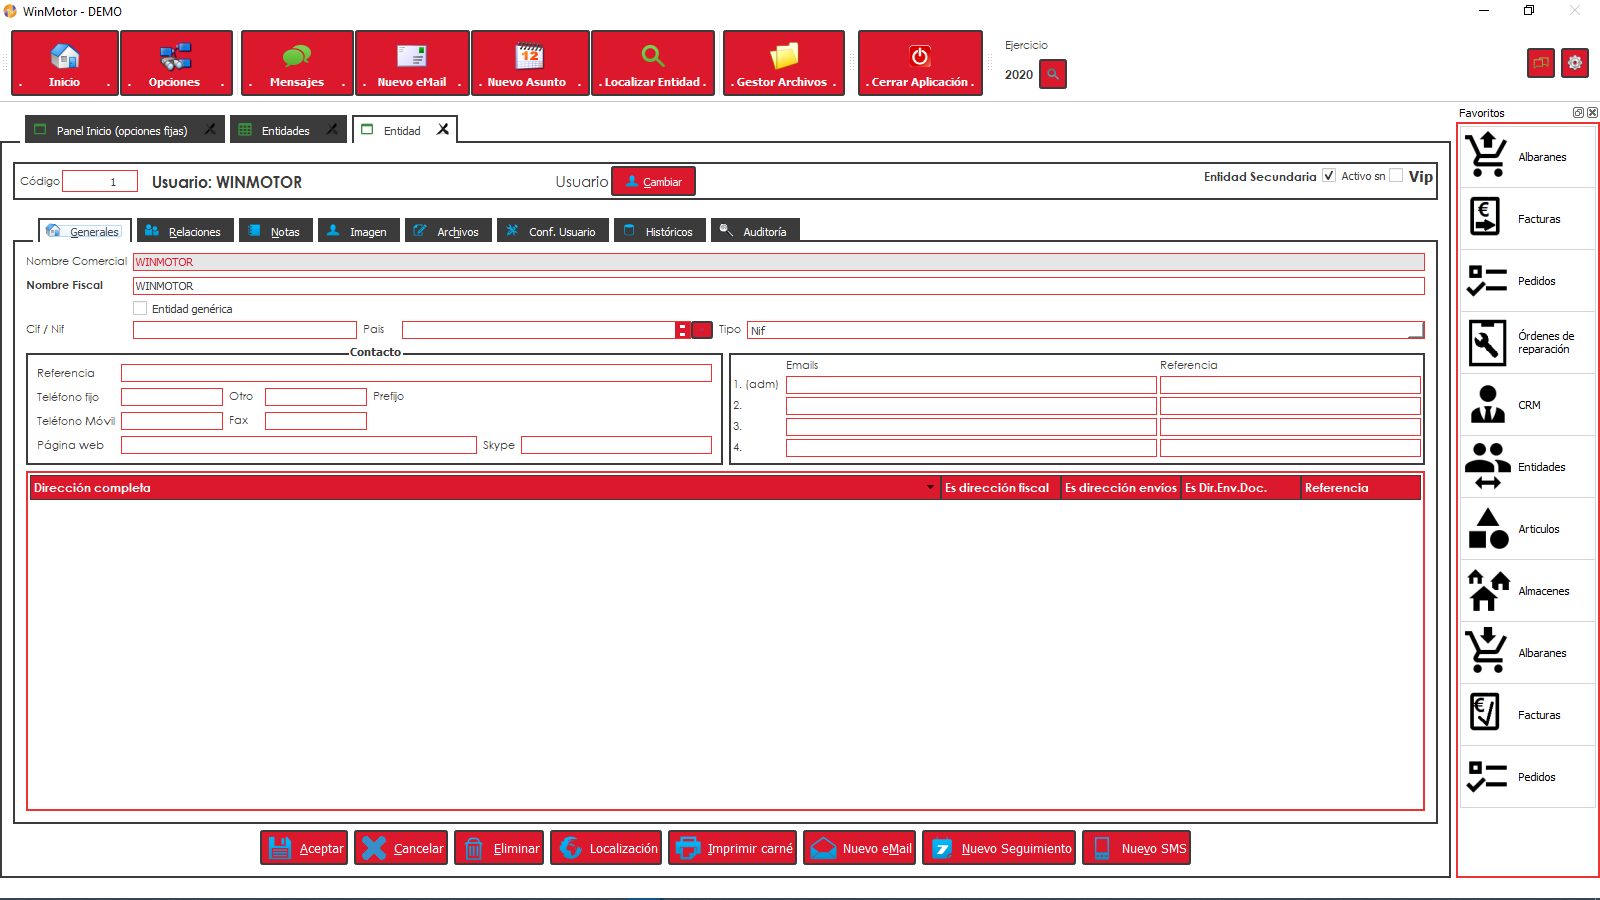 WinMotor - DEMO
. Inicio .
. Opciones .
. Mensajes .
. Nuevo eMail .
. Nuevo Asunto .
12
. Localizar Entidad .
. Gestor Archivos .
. Cerrar Aplicación .
Ejercicio
2020
Panel Inicio (opciones fijas)
Entidades
Entidad
Código 1 Usuario: WINMOTOR Usuario Cambiar Entidad Secundaria Activo sn Vip
Generales
Relaciones
Notas
Imagen
Archivos
Conf. Usuario
Históricos
Auditoría
Nombre Comercial WINMOTOR
Nombre Fiscal WINMOTOR
Entidad genérica
Cif / Nif País Tipo Nif
Contacto
Referencia
Teléfono fijo Otro Prefijo
Teléfono Móvil Fax
Página web Skype
Emails Referencia
1. (adm)
2.
3.
4.
Dirección completa Es dirección fiscal Es dirección envíos Es Dir.Env.Doc. Referencia
Aceptar
Cancelar
Eliminar
Localización
Imprimir carné
Nuevo eMail
7
Nuevo Seguimiento
Nuevo SMS
Favoritos
Albaranes
€
Facturas
Pedidos
Órdenes de
reparación
CRM
Entidades
Articulos
Almacenes
Albaranes
€
Facturas
Pedidos